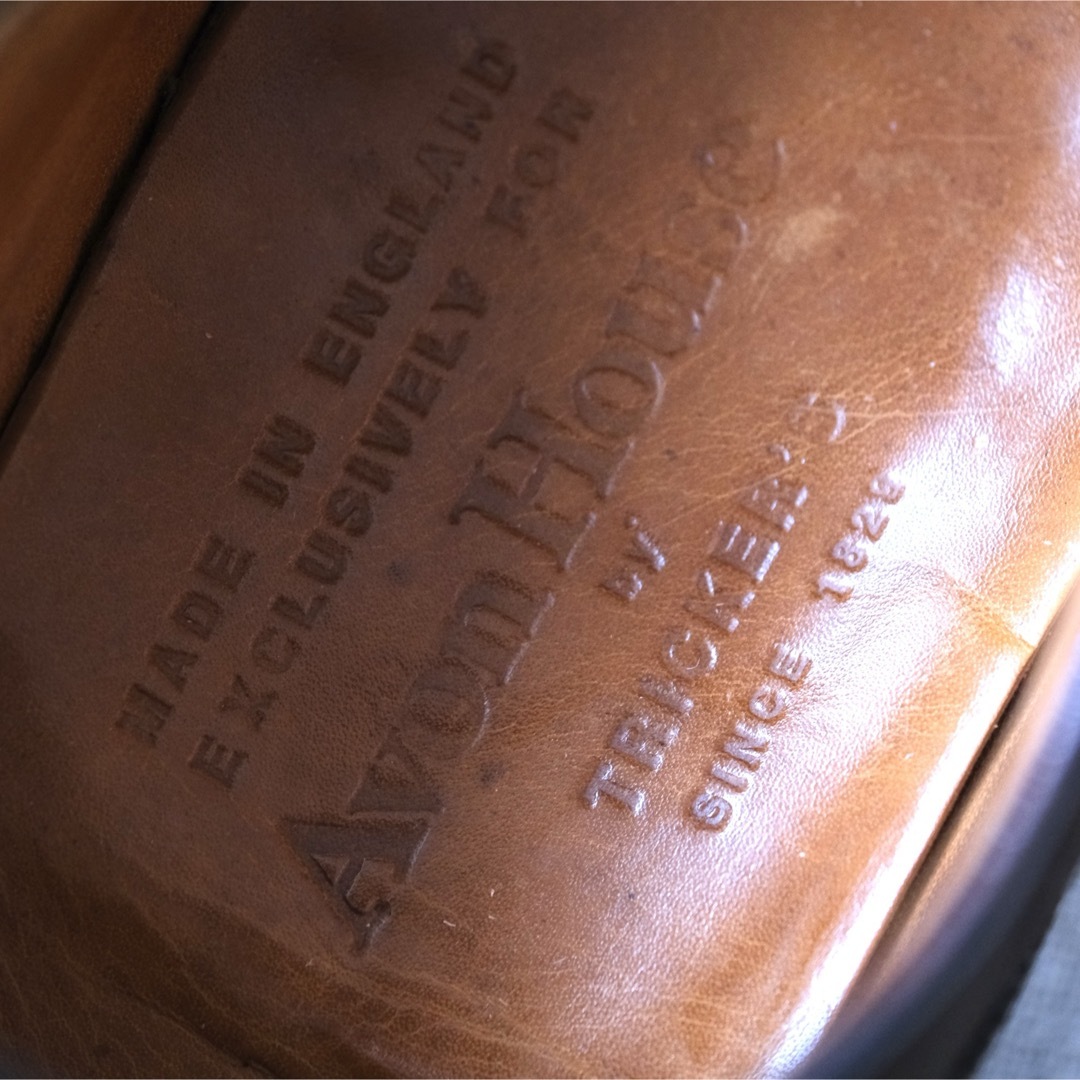 MADE IN ENGLAND
EXCLUSIVELY FOR
Avon House
by
TRICKER'S
SINCE 1829